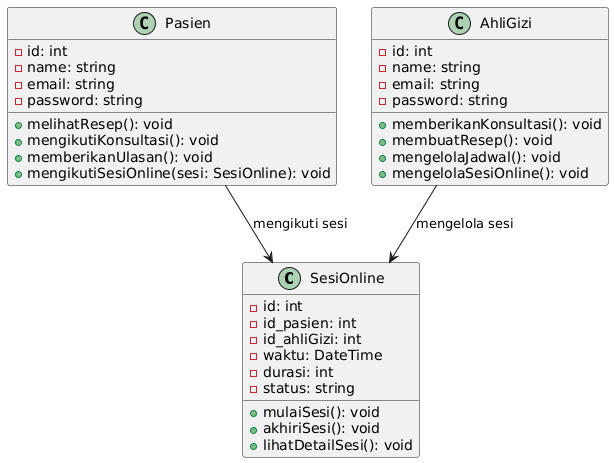 C Pasien
id: int
name: string
email: string
password: string
melihatResep(): void
mengikutiKonsultasi(): void
memberikanUlasan(): void
mengikutiSesiOnline(sesi: SesiOnline): void
C AhliGizi
id: int
name: string
email: string
password: string
memberikanKonsultasi(): void
membuatResep(): void
mengelolaJadwal(): void
mengelolaSesiOnline(): void
mengikuti sesi
mengelola sesi
C SesiOnline
id: int
id_pasien: int
id_ahliGizi: int
waktu: DateTime
durasi: int
status: string
mulaiSesi(): void
akhiriSesi(): void
lihatDetailSesi(): void